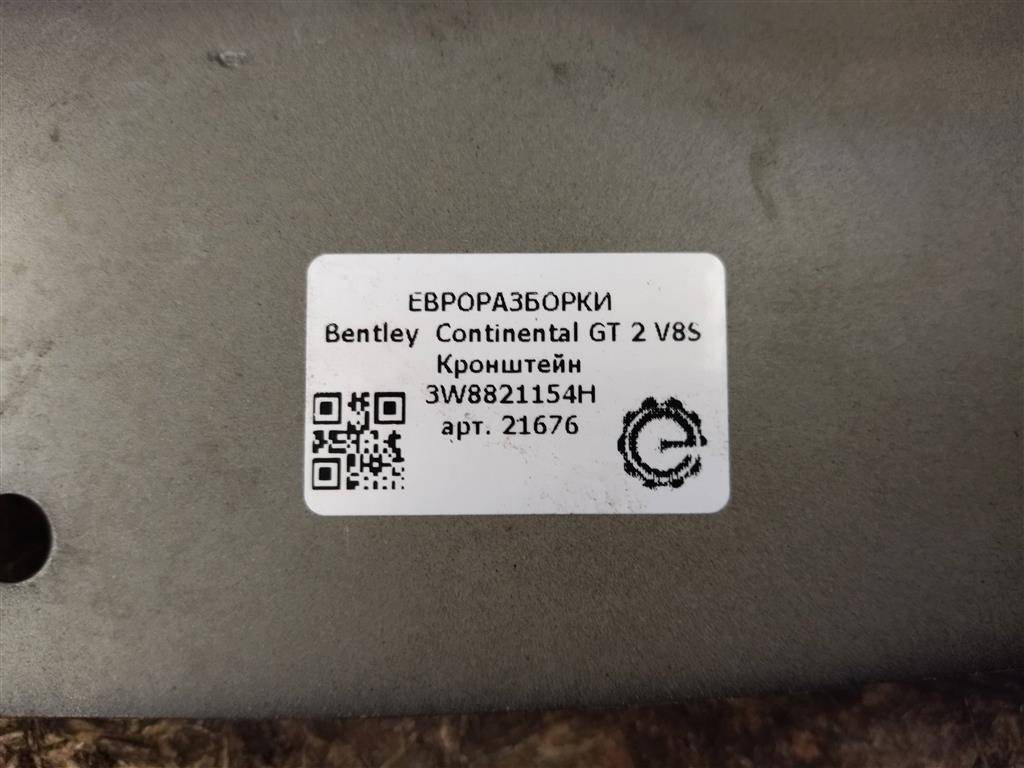 ЕВРОРАЗБОРКИ
Bentley Continental GT 2 V8S
Кронштейн
3W8821154H
арт. 21676